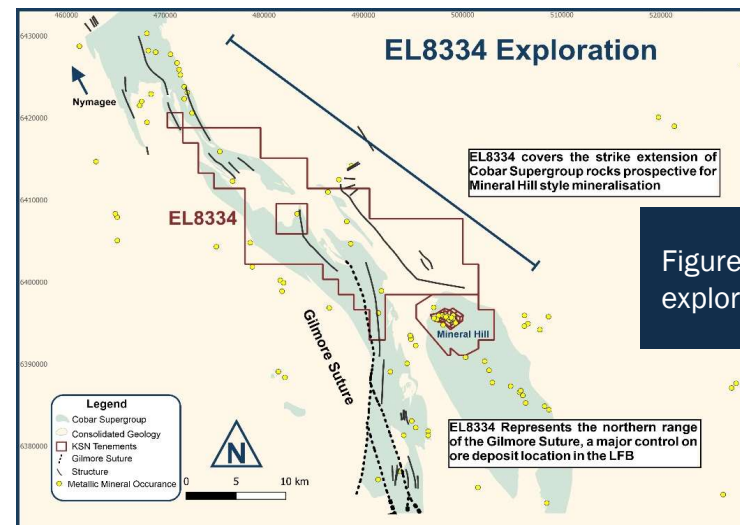 470000
480000
490000
500000
520000
460000
6430000
EL8334 Exploration
Nymagee
6420000
EL8334 covers the strike extension of
Cobar Supergroup rocks prospective for
Mineral Hill style mineralisation
6410000
EL8334
Figure
explor
6400000
Mineral Hill
Gilmore Suture
6390000
Legend
Cobar Supergroup
Consolidated Geology
KSN Tenements
Gilmore Suture
Structure
Metallic Mineral Occurance
N
0 5 10 km
EL8334 Represents the northern range
of the Gilmore Suture, a major control on
ore deposit location in the LFB
6380000